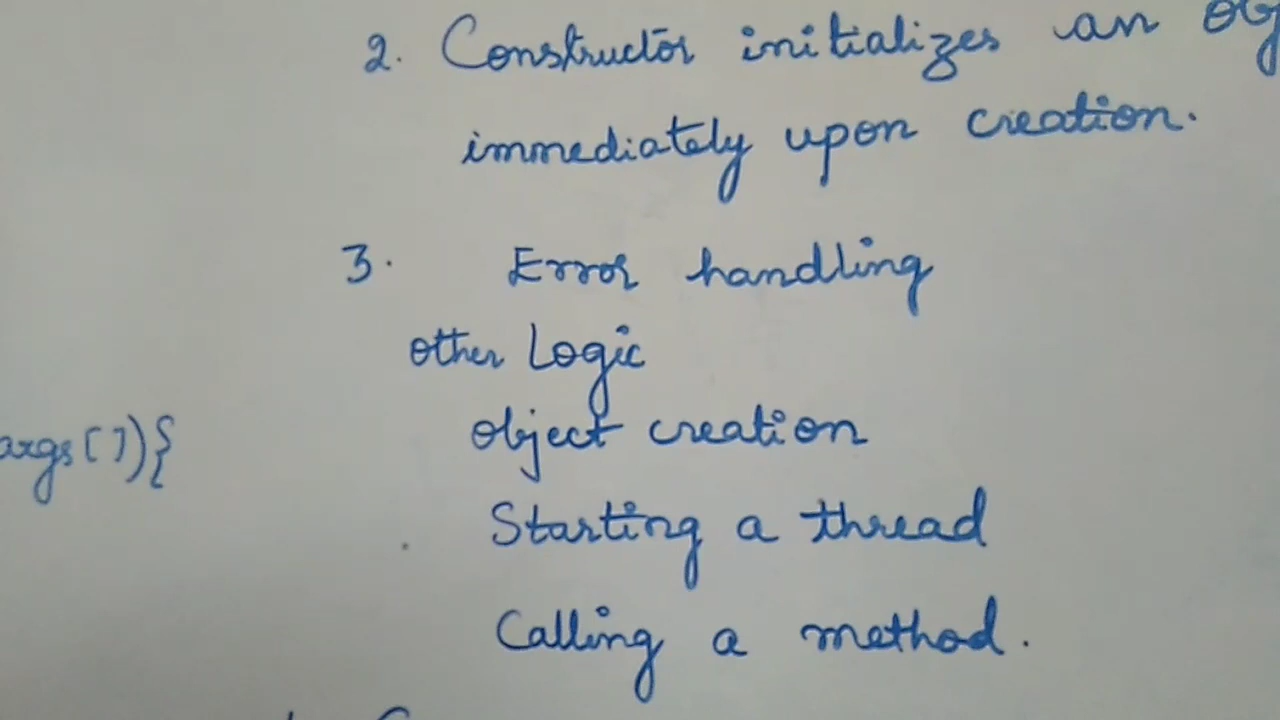 2. Constructor initializes an
immediately upon creation.
3. Error handling
other Logic
object creation
args[]){
Starting a thread
Calling a method.